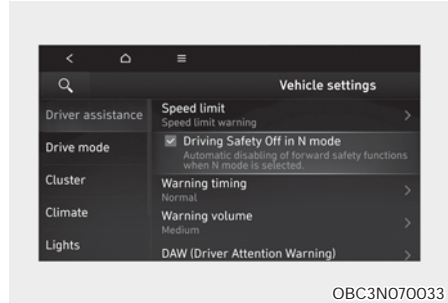 Vehicle settings
Driver assistance
Drive mode
Cluster
Climate
Lights
Speed limit
Speed limit warning
Driving Safety Off in N mode
Automatic disabling of forward safety functions
when N mode is selected.
Warning timing
Normal
Warning volume
Medium
DAW (Driver Attention Warning)
OBC3N070033